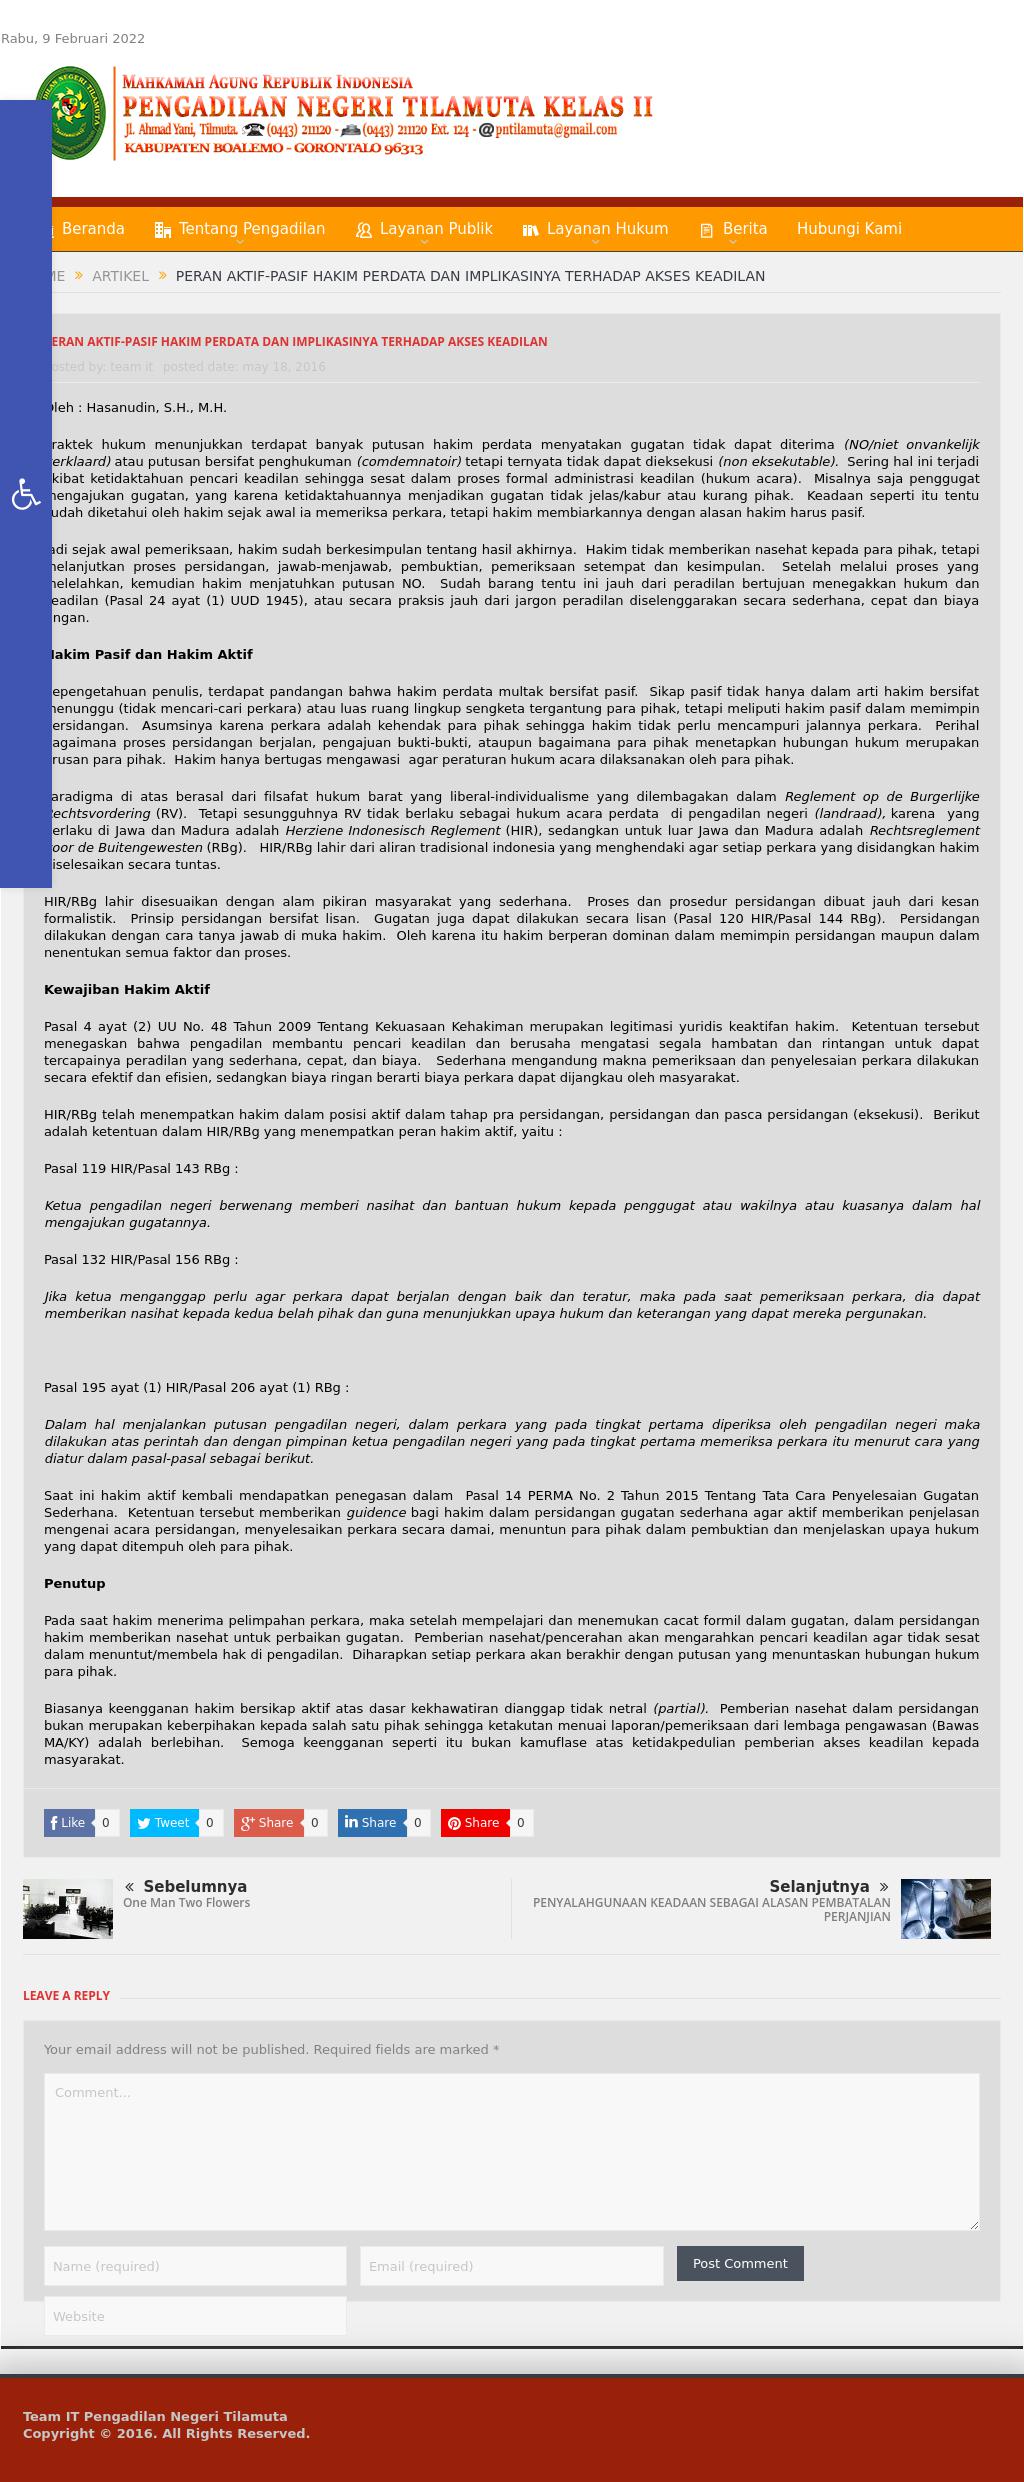 Rabu, 9 Februari 2022
MAHKAMAH AGUNG REPUBLIK INDONESIA
PENGADILAN NEGERI TILAMUTA KELAS II
Jl. Ahmad Yani, Tilmuta. :☎(0443) 211120 - (0443) 211120 Ext. 124 - @pntilamuta@gmail.com
KABUPATEN BOALEMO - GORONTALO 96313
Beranda Tentang Pengadilan Layanan Publik Layanan Hukum Berita Hubungi Kami
ARTIKEL » PERAN AKTIF-PASIF HAKIM PERDATA DAN IMPLIKASINYA TERHADAP AKSES KEADILAN
ERAN AKTIF-PASIF HAKIM PERDATA DAN IMPLIKASINYA TERHADAP AKSES KEADILAN
osted by: team it posted date: may 18, 2016
leh : Hasanudin, S.H., M.H.
raktek hukum menunjukkan terdapat banyak putusan hakim perdata menyatakan gugatan tidak dapat diterima (NO/niet onvankelijk
erklaard) atau putusan bersifat penghukuman (comdemnatoir) tetapi ternyata tidak dapat dieksekusi (non eksekutable). Sering hal ini terjadi
kibat ketidaktahuan pencari keadilan sehingga sesat dalam proses formal administrasi keadilan (hukum acara). Misalnya saja penggugat
mengajukan gugatan, yang karena ketidaktahuannya menjadikan gugatan tidak jelas/kabur atau kurang pihak. Keadaan seperti itu tentu
udah diketahui oleh hakim sejak awal ia memeriksa perkara, tetapi hakim membiarkannya dengan alasan hakim harus pasif.
adi sejak awal pemeriksaan, hakim sudah berkesimpulan tentang hasil akhirnya. Hakim tidak memberikan nasehat kepada para pihak, tetapi
melanjutkan proses persidangan, jawab-menjawab, pembuktian, pemeriksaan setempat dan kesimpulan. Setelah melalui proses yang
melelahkan, kemudian hakim menjatuhkan putusan NO. Sudah barang tentu ini jauh dari peradilan bertujuan menegakkan hukum dan
eadilan (Pasal 24 ayat (1) UUD 1945), atau secara praksis jauh dari jargon peradilan diselenggarakan secara sederhana, cepat dan biaya
ingan.
Hakim Pasif dan Hakim Aktif
epengetahuan penulis, terdapat pandangan bahwa hakim perdata multak bersifat pasif. Sikap pasif tidak hanya dalam arti hakim bersifat
menunggu (tidak mencari-cari perkara) atau luas ruang lingkup sengketa tergantung para pihak, tetapi meliputi hakim pasif dalam memimpin
ersidangan. Asumsinya karena perkara adalah kehendak para pihak sehingga hakim tidak perlu mencampuri jalannya perkara. Perihal
agaimana proses persidangan berjalan, pengajuan bukti-bukti, ataupun bagaimana para pihak menetapkan hubungan hukum merupakan
rusan para pihak. Hakim hanya bertugas mengawasi agar peraturan hukum acara dilaksanakan oleh para pihak.
aradigma di atas berasal dari filsafat hukum barat yang liberal-individualisme yang dilembagakan dalam Reglement op de Burgerlijke
Rechtsvordering (RV). Tetapi sesungguhnya RV tidak berlaku sebagai hukum acara perdata di pengadilan negeri (landraad), karena yang
erlaku di Jawa dan Madura adalah Herziene Indonesisch Reglement (HIR), sedangkan untuk luar Jawa dan Madura adalah Rechtsreglement
oor de Buitengewesten (RBg). HIR/RBg lahir dari aliran tradisional indonesia yang menghendaki agar setiap perkara yang disidangkan hakim
iselesaikan secara tuntas.
HIR/RBg lahir disesuaikan dengan alam pikiran masyarakat yang sederhana. Proses dan prosedur persidangan dibuat jauh dari kesan
formalistik. Prinsip persidangan bersifat lisan. Gugatan juga dapat dilakukan secara lisan (Pasal 120 HIR/Pasal 144 RBg). Persidangan
dilakukan dengan cara tanya jawab di muka hakim. Oleh karena itu hakim berperan dominan dalam memimpin persidangan maupun dalam
nenentukan semua faktor dan proses.
Kewajiban Hakim Aktif
Pasal 4 ayat (2) UU No. 48 Tahun 2009 Tentang Kekuasaan Kehakiman merupakan legitimasi yuridis keaktifan hakim. Ketentuan tersebut
menegaskan bahwa pengadilan membantu pencari keadilan dan berusaha mengatasi segala hambatan dan rintangan untuk dapat
tercapainya peradilan yang sederhana, cepat, dan biaya. Sederhana mengandung makna pemeriksaan dan penyelesaian perkara dilakukan
secara efektif dan efisien, sedangkan biaya ringan berarti biaya perkara dapat dijangkau oleh masyarakat.
HIR/RBg telah menempatkan hakim dalam posisi aktif dalam tahap pra persidangan, persidangan dan pasca persidangan (eksekusi). Berikut
adalah ketentuan dalam HIR/RBg yang menempatkan peran hakim aktif, yaitu :
Pasal 119 HIR/Pasal 143 RBg :
Ketua pengadilan negeri berwenang memberi nasihat dan bantuan hukum kepada penggugat atau wakilnya atau kuasanya dalam hal
mengajukan gugatannya.
Pasal 132 HIR/Pasal 156 RBg :
Jika ketua menganggap perlu agar perkara dapat berjalan dengan baik dan teratur, maka pada saat pemeriksaan perkara, dia dapat
memberikan nasihat kepada kedua belah pihak dan guna menunjukkan upaya hukum dan keterangan yang dapat mereka pergunakan.
Pasal 195 ayat (1) HIR/Pasal 206 ayat (1) RBg :
Dalam hal menjalankan putusan pengadilan negeri, dalam perkara yang pada tingkat pertama diperiksa oleh pengadilan negeri maka
dilakukan atas perintah dan dengan pimpinan ketua pengadilan negeri yang pada tingkat pertama memeriksa perkara itu menurut cara yang
diatur dalam pasal-pasal sebagai berikut.
Saat ini hakim aktif kembali mendapatkan penegasan dalam Pasal 14 PERMA No. 2 Tahun 2015 Tentang Tata Cara Penyelesaian Gugatan
Sederhana. Ketentuan tersebut memberikan guidence bagi hakim dalam persidangan gugatan sederhana agar aktif memberikan penjelasan
mengenai acara persidangan, menyelesaikan perkara secara damai, menuntun para pihak dalam pembuktian dan menjelaskan upaya hukum
yang dapat ditempuh oleh para pihak.
Penutup
Pada saat hakim menerima pelimpahan perkara, maka setelah mempelajari dan menemukan cacat formil dalam gugatan, dalam persidangan
hakim memberikan nasehat untuk perbaikan gugatan. Pemberian nasehat/pencerahan akan mengarahkan pencari keadilan agar tidak sesat
dalam menuntut/membela hak di pengadilan. Diharapkan setiap perkara akan berakhir dengan putusan yang menuntaskan hubungan hukum
para pihak.
Biasanya keengganan hakim bersikap aktif atas dasar kekhawatiran dianggap tidak netral (partial). Pemberian nasehat dalam persidangan
bukan merupakan keberpihakan kepada salah satu pihak sehingga ketakutan menuai laporan/pemeriksaan dari lembaga pengawasan (Bawas
MA/KY) adalah berlebihan. Semoga keengganan seperti itu bukan kamuflase atas ketidakpedulian pemberian akses keadilan kepada
masyarakat.
Like 0 Tweet 0 Share 0 Share 0 Share 0
« Sebelumnya
One Man Two Flowers
Selanjutnya »
PENYALAHGUNAAN KEADAAN SEBAGAI ALASAN PEMBATALAN
PERJANJIAN
LEAVE A REPLY
Your email address will not be published. Required fields are marked *
Comment...
Name (required) Email (required) Post Comment
Website
Team IT Pengadilan Negeri Tilamuta
Copyright © 2016. All Rights Reserved.